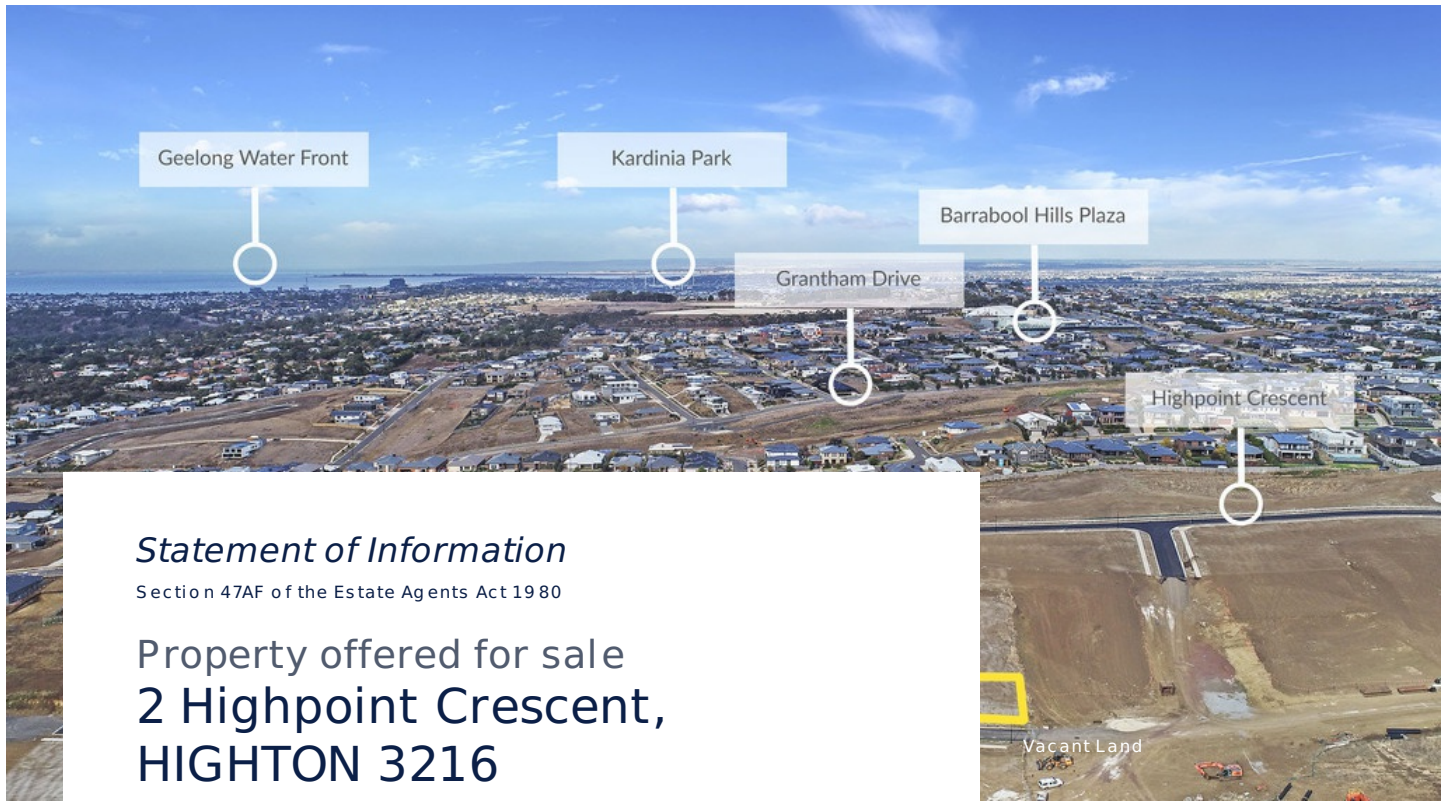 Geelong Water Front
Kardinia Park
Barrabool Hills Plaza
Grantham Drive
Highpoint Crescent
Statement of Information
Section 47AF of the Estate Agents Act 1980
Property offered for sale
2 Highpoint Crescent,
HIGHTON 3216
Vacant Land